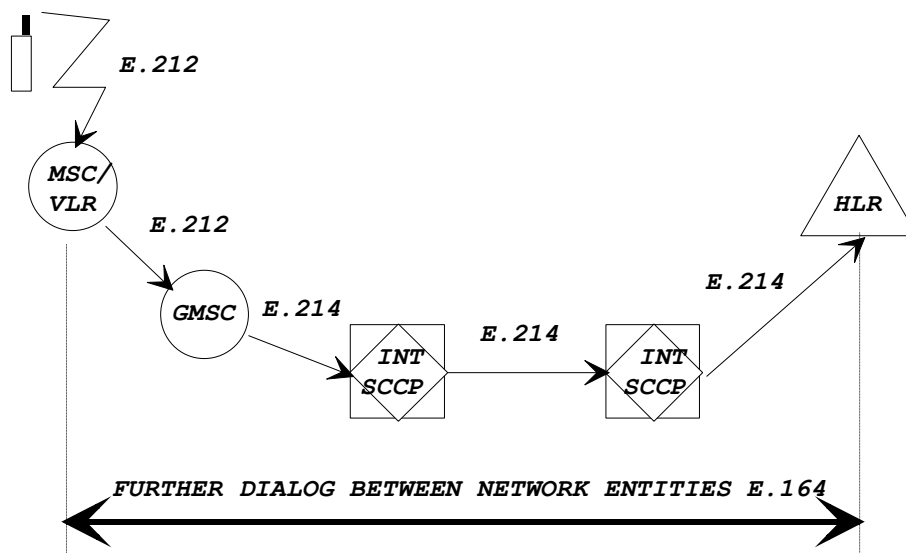 E.212
MSC/
VLR
E.212
HLR
GMSC
E.214
E.214
E.214
INT
SCCP
INT
SCCP
FURTHER DIALOG BETWEEN NETWORK ENTITIES E.164